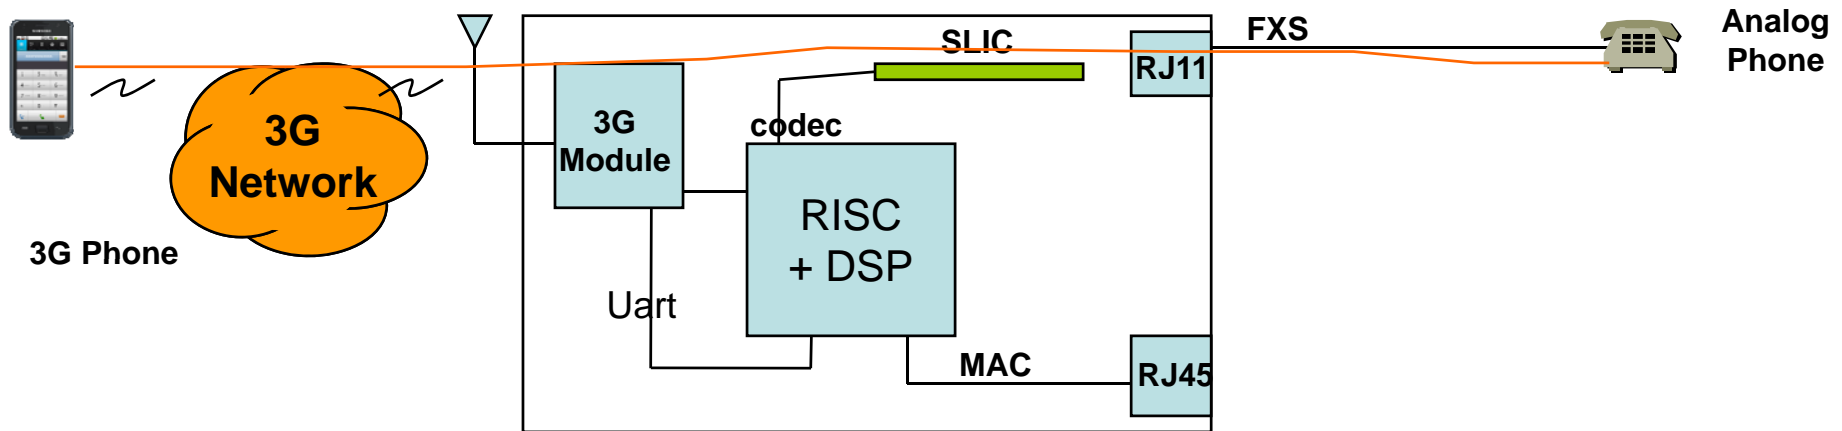 Analog
Phone
FXS
SLIC
RJ11
3G
Module
codec
3G
Network
RISC
+ DSP
3G Phone
Uart
MAC
RJ45